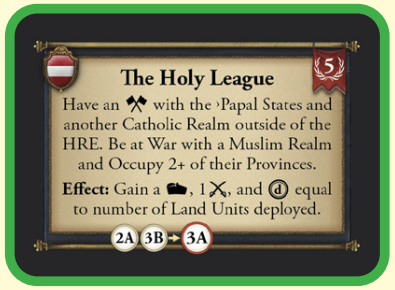 5
The Holy League
Have an with the ›Papal States and
another Catholic Realm outside of the
HRE. Be at War with a Muslim Realm
and Occupy 2+ of their Provinces.
Effect: Gain a , 1 , and d equal
to number of Land Units deployed.
2A 3B 3A